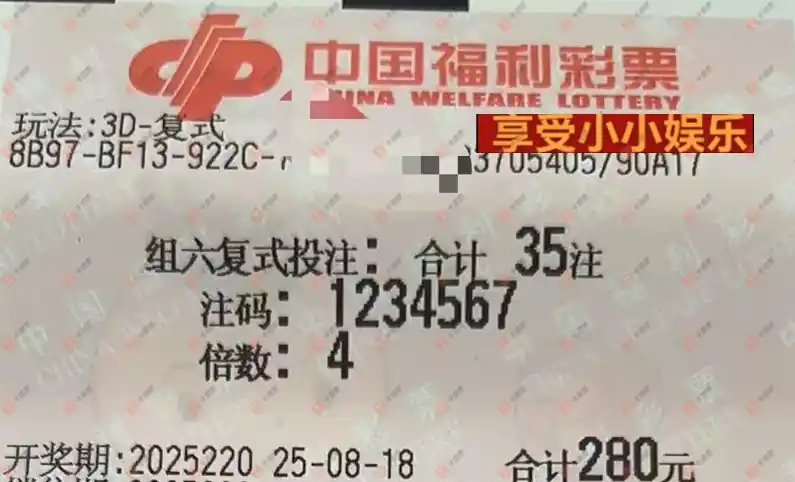 中国福利彩票
CHINA WELFARE LOTTERY
享受小小娱乐
玩法:3D-复式
8B97-BF13-922C- 3705405/90A17
组六复式投注: 合计 35注
注码: 1234567
倍数: 4
开奖期:2025220 25-08-18 合计280元